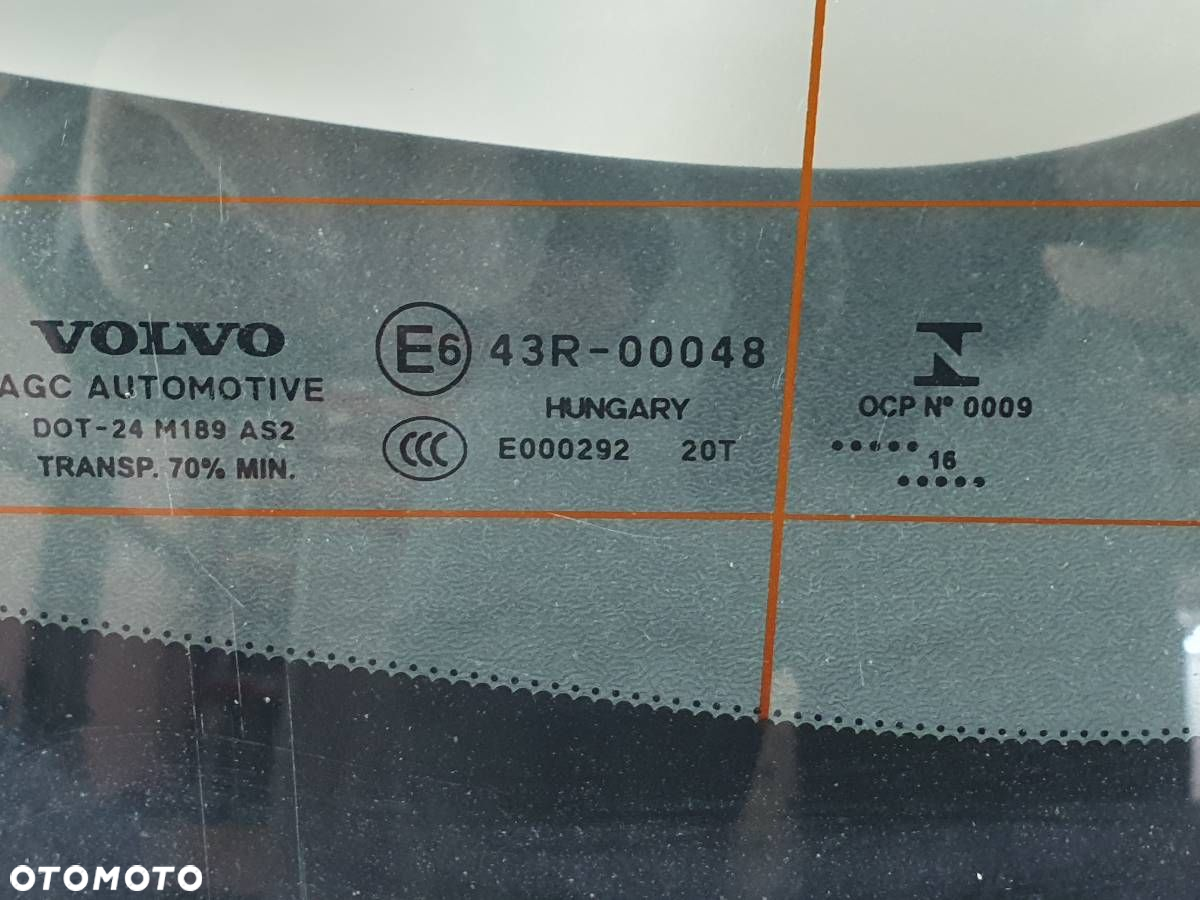 VOLVO
AGC AUTOMOTIVE
DOT-24 M189 AS2
TRANSP. 70% MIN.
E6 43R-00048
HUNGARY
CCC E000292 20T
OCP Nº 0009
••••• 16 •••••
OTOMOTO